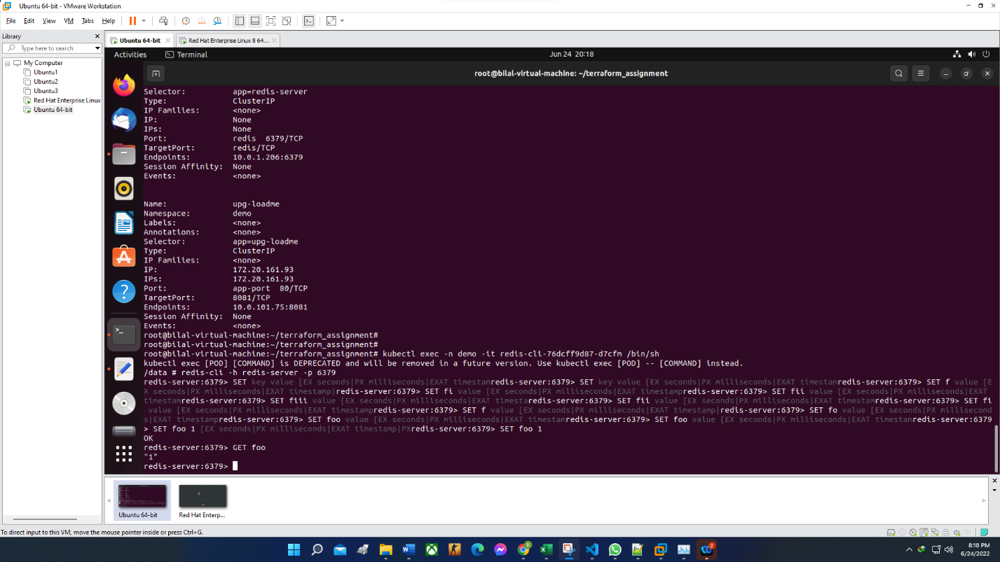 Ubuntu 64-bit - VMware Workstation
File Edit View VM Tabs Help
Library
Type here to search
My Computer
Ubuntu1
Ubuntu2
Ubuntu3
Red Hat Enterprise Linux
Ubuntu 64-bit
Ubuntu 64-bit
Red Hat Enterprise Linux 8 64...
Activities
Terminal
Jun 24 20:18
root@bilal-virtual-machine: ~/terraform_assignment
Selector: app=redis-server
Type: ClusterIP
IP Families: <none>
IP: None
IPs: None
Port: redis 6379/TCP
TargetPort: redis/TCP
Endpoints: 10.0.1.206:6379
Session Affinity: None
Events: <none>
Name: upg-loadme
Namespace: demo
Labels: <none>
Annotations: <none>
Selector: app=upg-loadme
Type: ClusterIP
IP Families: <none>
IP: 172.20.161.93
IPs: 172.20.161.93
Port: app-port 80/TCP
TargetPort: 8081/TCP
Endpoints: 10.0.101.75:8081
Session Affinity: None
Events: <none>
root@bilal-virtual-machine:~/terraform_assignment#
root@bilal-virtual-machine:~/terraform_assignment#
root@bilal-virtual-machine:~/terraform_assignment# kubectl exec -n demo -it redis-cli-76dcff9d87-d7cfm /bin/sh
kubectl exec [POD] [COMMAND] is DEPRECATED and will be removed in a future version. Use kubectl exec [POD] -- [COMMAND] instead.
/data # redis-cli -h redis-server -p 6379
redis-server:6379> SET key value [EX seconds|PX milliseconds|EXAT timestamredis-server:6379> SET key value [EX seconds|PX milliseconds|EXAT timestamredis-server:6379> SET f value [E
X seconds|PX milliseconds|EXAT timestamp|redis-server:6379> SET fi value [EX seconds|PX milliseconds|EXAT timestamredis-server:6379> SET fii value [EX seconds|PX milliseconds|EXAT
timestamredis-server:6379> SET fiii value [EX seconds|PX milliseconds|EXAT timestaredis-server:6379> SET fii value [EX seconds|PX milliseconds|EXAT timestamredis-server:6379> SET fi
value [EX seconds|PX milliseconds|EXAT timestampredis-server:6379> SET f value [EX seconds|PX milliseconds|EXAT timestamp|redis-server:6379> SET fo value [EX seconds|PX millisecond
s|EXAT timestampredis-server:6379> SET foo value [EX seconds|PX milliseconds|EXAT timestamredis-server:6379> SET foo value [EX seconds|PX milliseconds|EXAT timestamredis-server:6379
> SET foo 1 [EX seconds|PX milliseconds|EXAT timestamp|PXredis-server:6379> SET foo 1
OK
redis-server:6379> GET foo
"1"
redis-server:6379>
Ubuntu 64-bit
Red Hat Enterp...
To direct input to this VM, move the mouse pointer inside or press Ctrl+G.
8:18 PM
6/24/2022